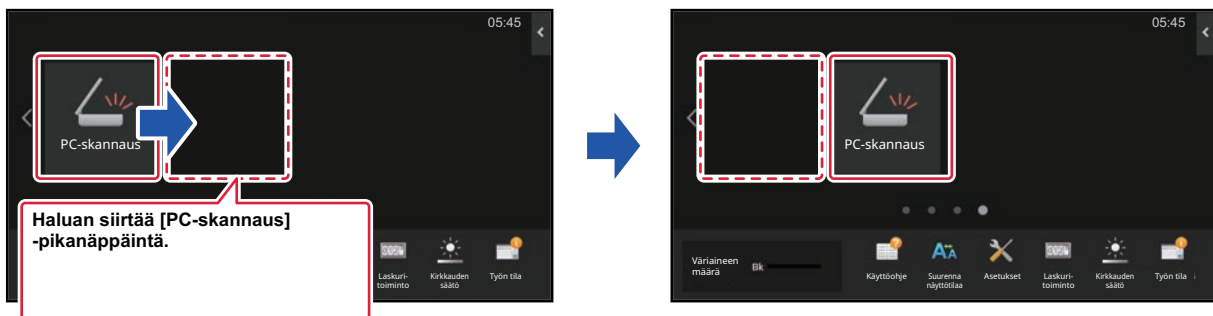 05:45
PC-skannaus
Haluan siirtää [PC-skannaus]
-pikanäppäintä.
Laskuri-
toiminto
Kirkkauden
säätö
Työn tila
05:45
PC-skannaus
Väriaineen
määrä
Bk
Käyttöohje
Suurenna
näyttötilaa
Asetukset
Laskuri-
toiminto
Kirkkauden
säätö
Työn tila